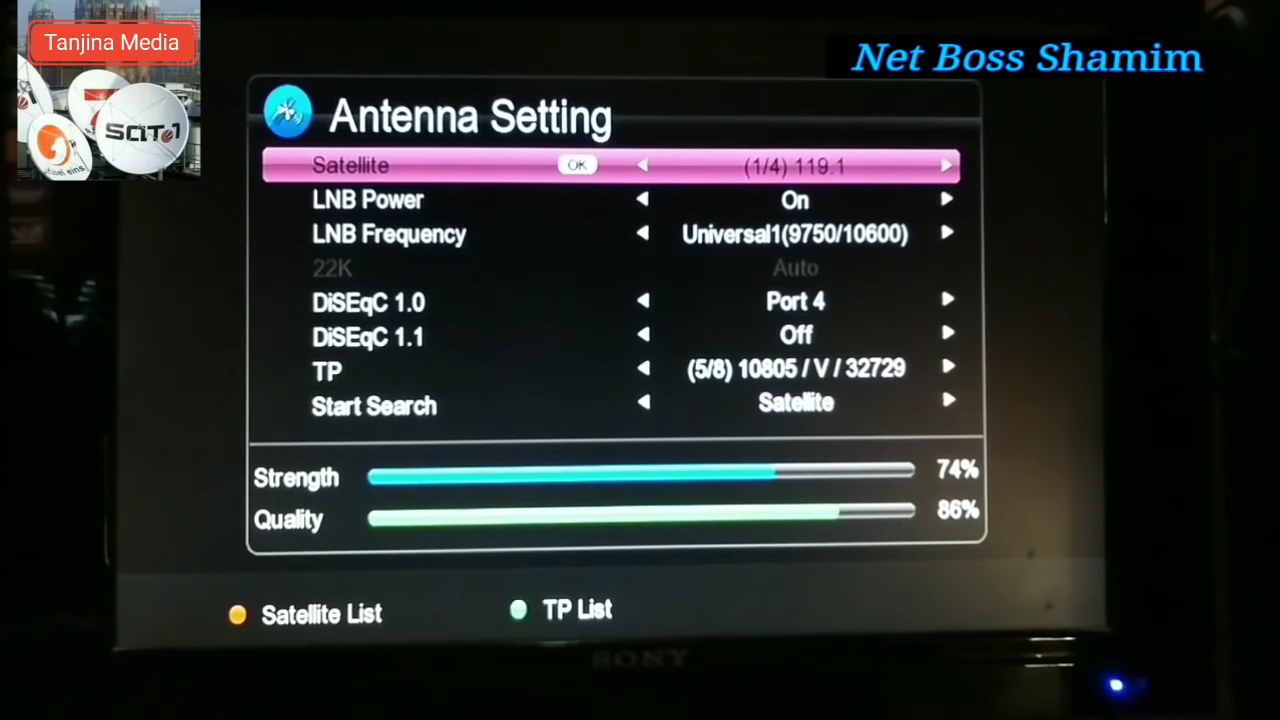 Tanjina Media
Net Boss Shamim
SAT.1
Antenna Setting
Satellite OK (1/4) 119.1
LNB Power On
LNB Frequency Universal1(9750/10600)
22K Auto
DiSEqC 1.0 Port 4
DiSEqC 1.1 Off
TP (5/8) 10805 / V / 32729
Start Search Satellite
Strength 74%
Quality 86%
Satellite List TP List
SONY